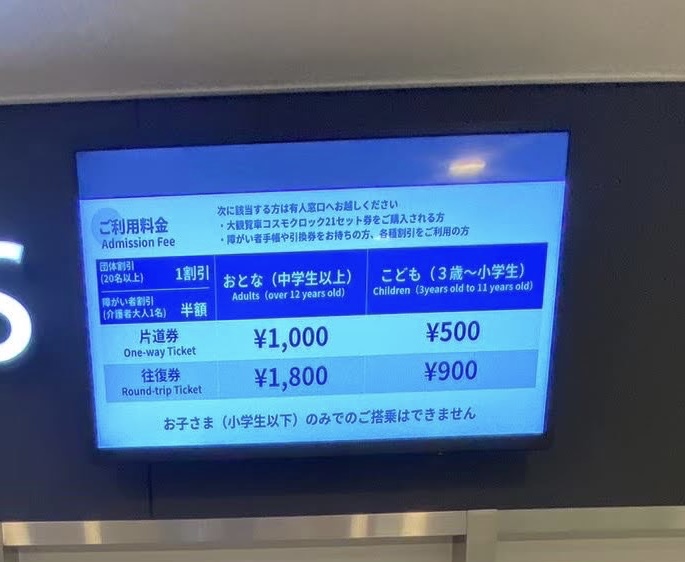 ご利用料金
Admission Fee
次に該当する方は有人窓口へお越しください
・大観覧車コスモクロック21セット券をご購入される方
・障がい者手帳や引換券をお持ちの方、各種割引をご利用の方
団体割引
(20名以上)
1割引
障がい者割引
(介護者大人1名)
半額
おとな（中学生以上）
Adults（over 12 years old）
こども（３歳～小学生）
Children（3years old to 11 years old）
片道券
One-way Ticket
¥1,000
¥500
往復券
Round-trip Ticket
¥1,800
¥900
お子さま（小学生以下）のみでのご搭乗はできません